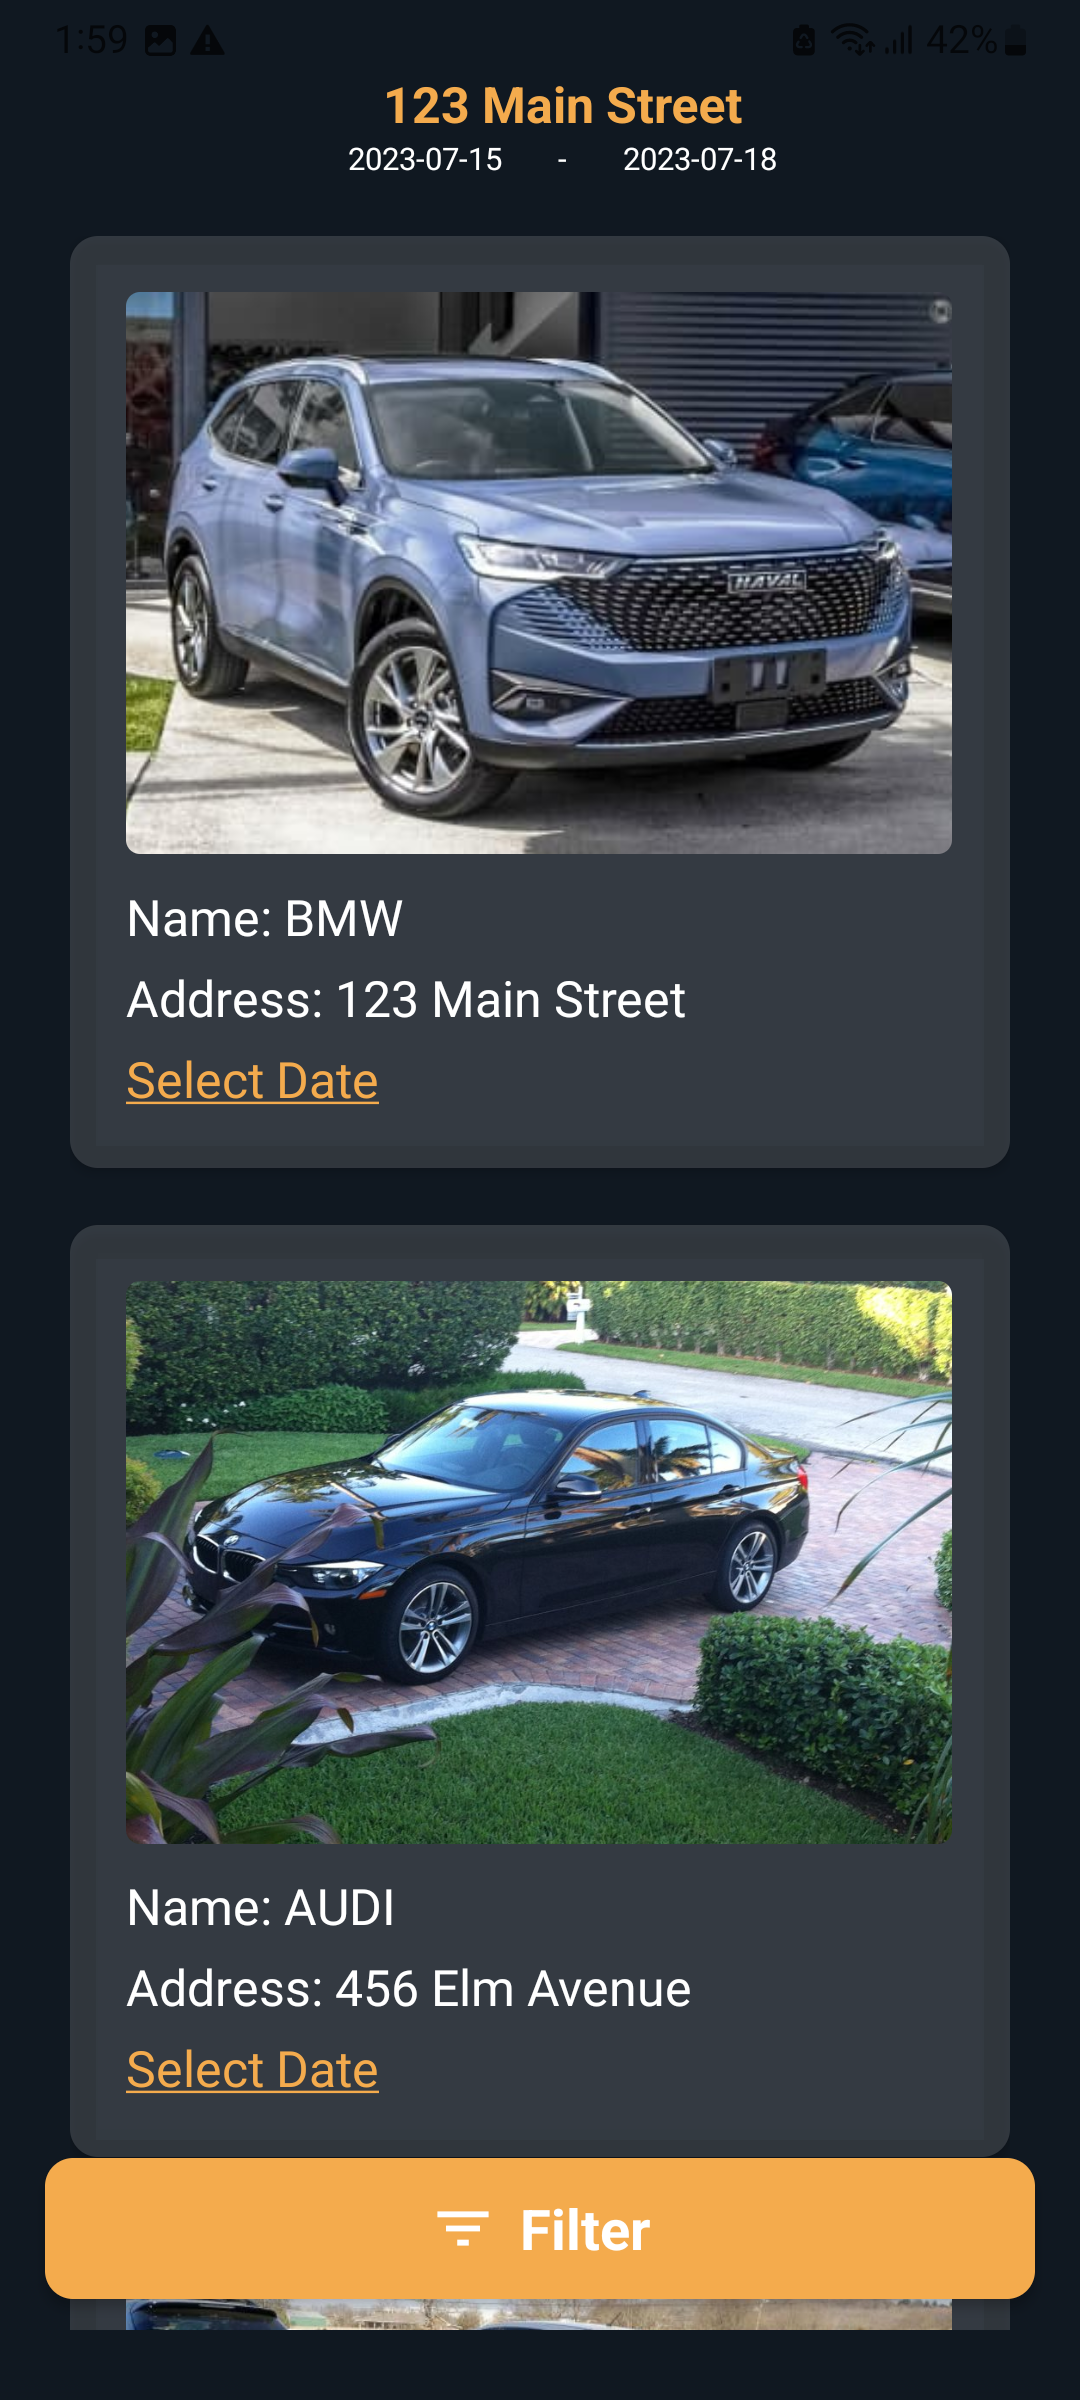 1:59 42%
123 Main Street
2023-07-15 - 2023-07-18
HAVAL
Name: BMW
Address: 123 Main Street
Select Date
Name: AUDI
Address: 456 Elm Avenue
Select Date
Filter